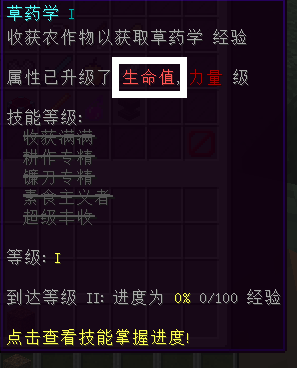 草药学 I
收获农作物以获取草药学 经验
属性已升级了 生命值, 力量 级
技能等级:
收获满满
耕作专精
镰刀专精
素食主义者
超级丰收
等级: I
到达等级 II: 进度为 0% 0/100 经验
点击查看技能掌握进度!